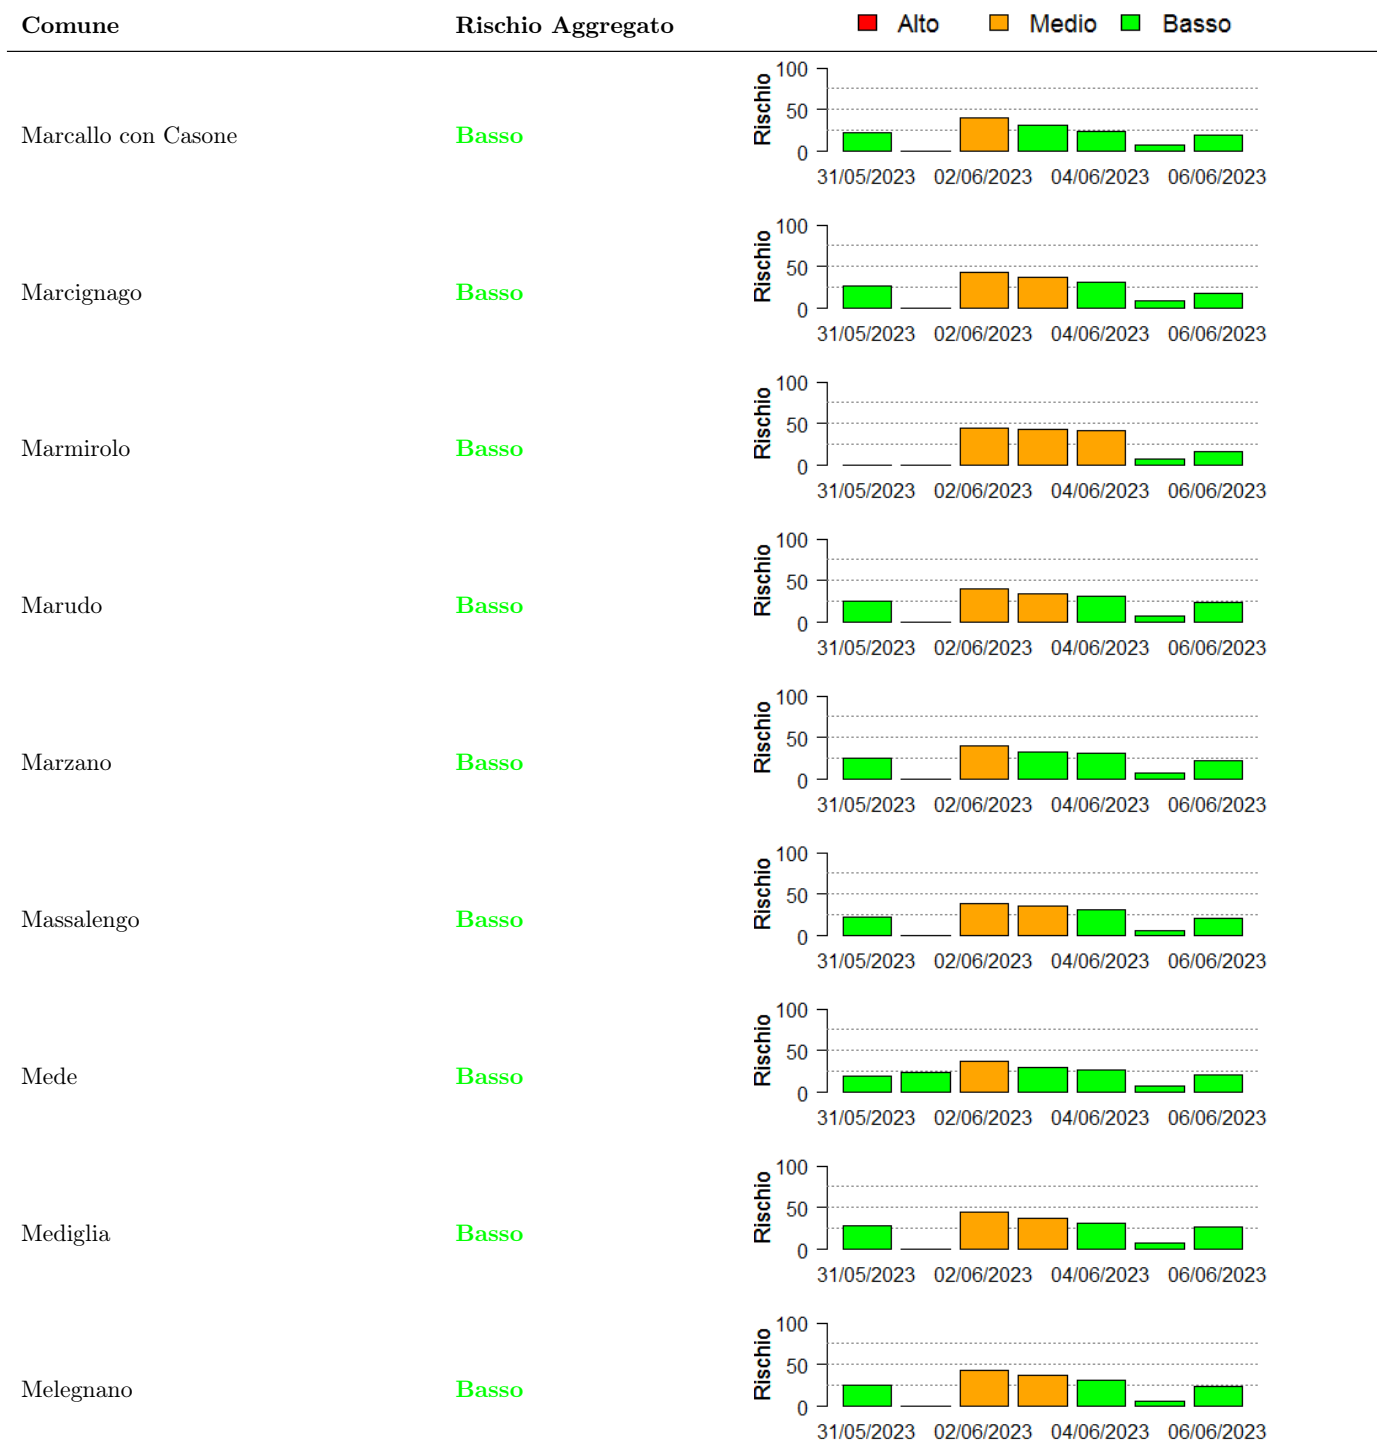 Comune Rischio Aggregato Alto Medio Basso
Marcallo con Casone Basso Rischio 100 50 0
31/05/2023 02/06/2023 04/06/2023 06/06/2023
Marcignago Basso Rischio 100 50 0
31/05/2023 02/06/2023 04/06/2023 06/06/2023
Marmirolo Basso Rischio 100 50 0
31/05/2023 02/06/2023 04/06/2023 06/06/2023
Marudo Basso Rischio 100 50 0
31/05/2023 02/06/2023 04/06/2023 06/06/2023
Marzano Basso Rischio 100 50 0
31/05/2023 02/06/2023 04/06/2023 06/06/2023
Massalengo Basso Rischio 100 50 0
31/05/2023 02/06/2023 04/06/2023 06/06/2023
Mede Basso Rischio 100 50 0
31/05/2023 02/06/2023 04/06/2023 06/06/2023
Mediglia Basso Rischio 100 50 0
31/05/2023 02/06/2023 04/06/2023 06/06/2023
Melegnano Basso Rischio 100 50 0
31/05/2023 02/06/2023 04/06/2023 06/06/2023